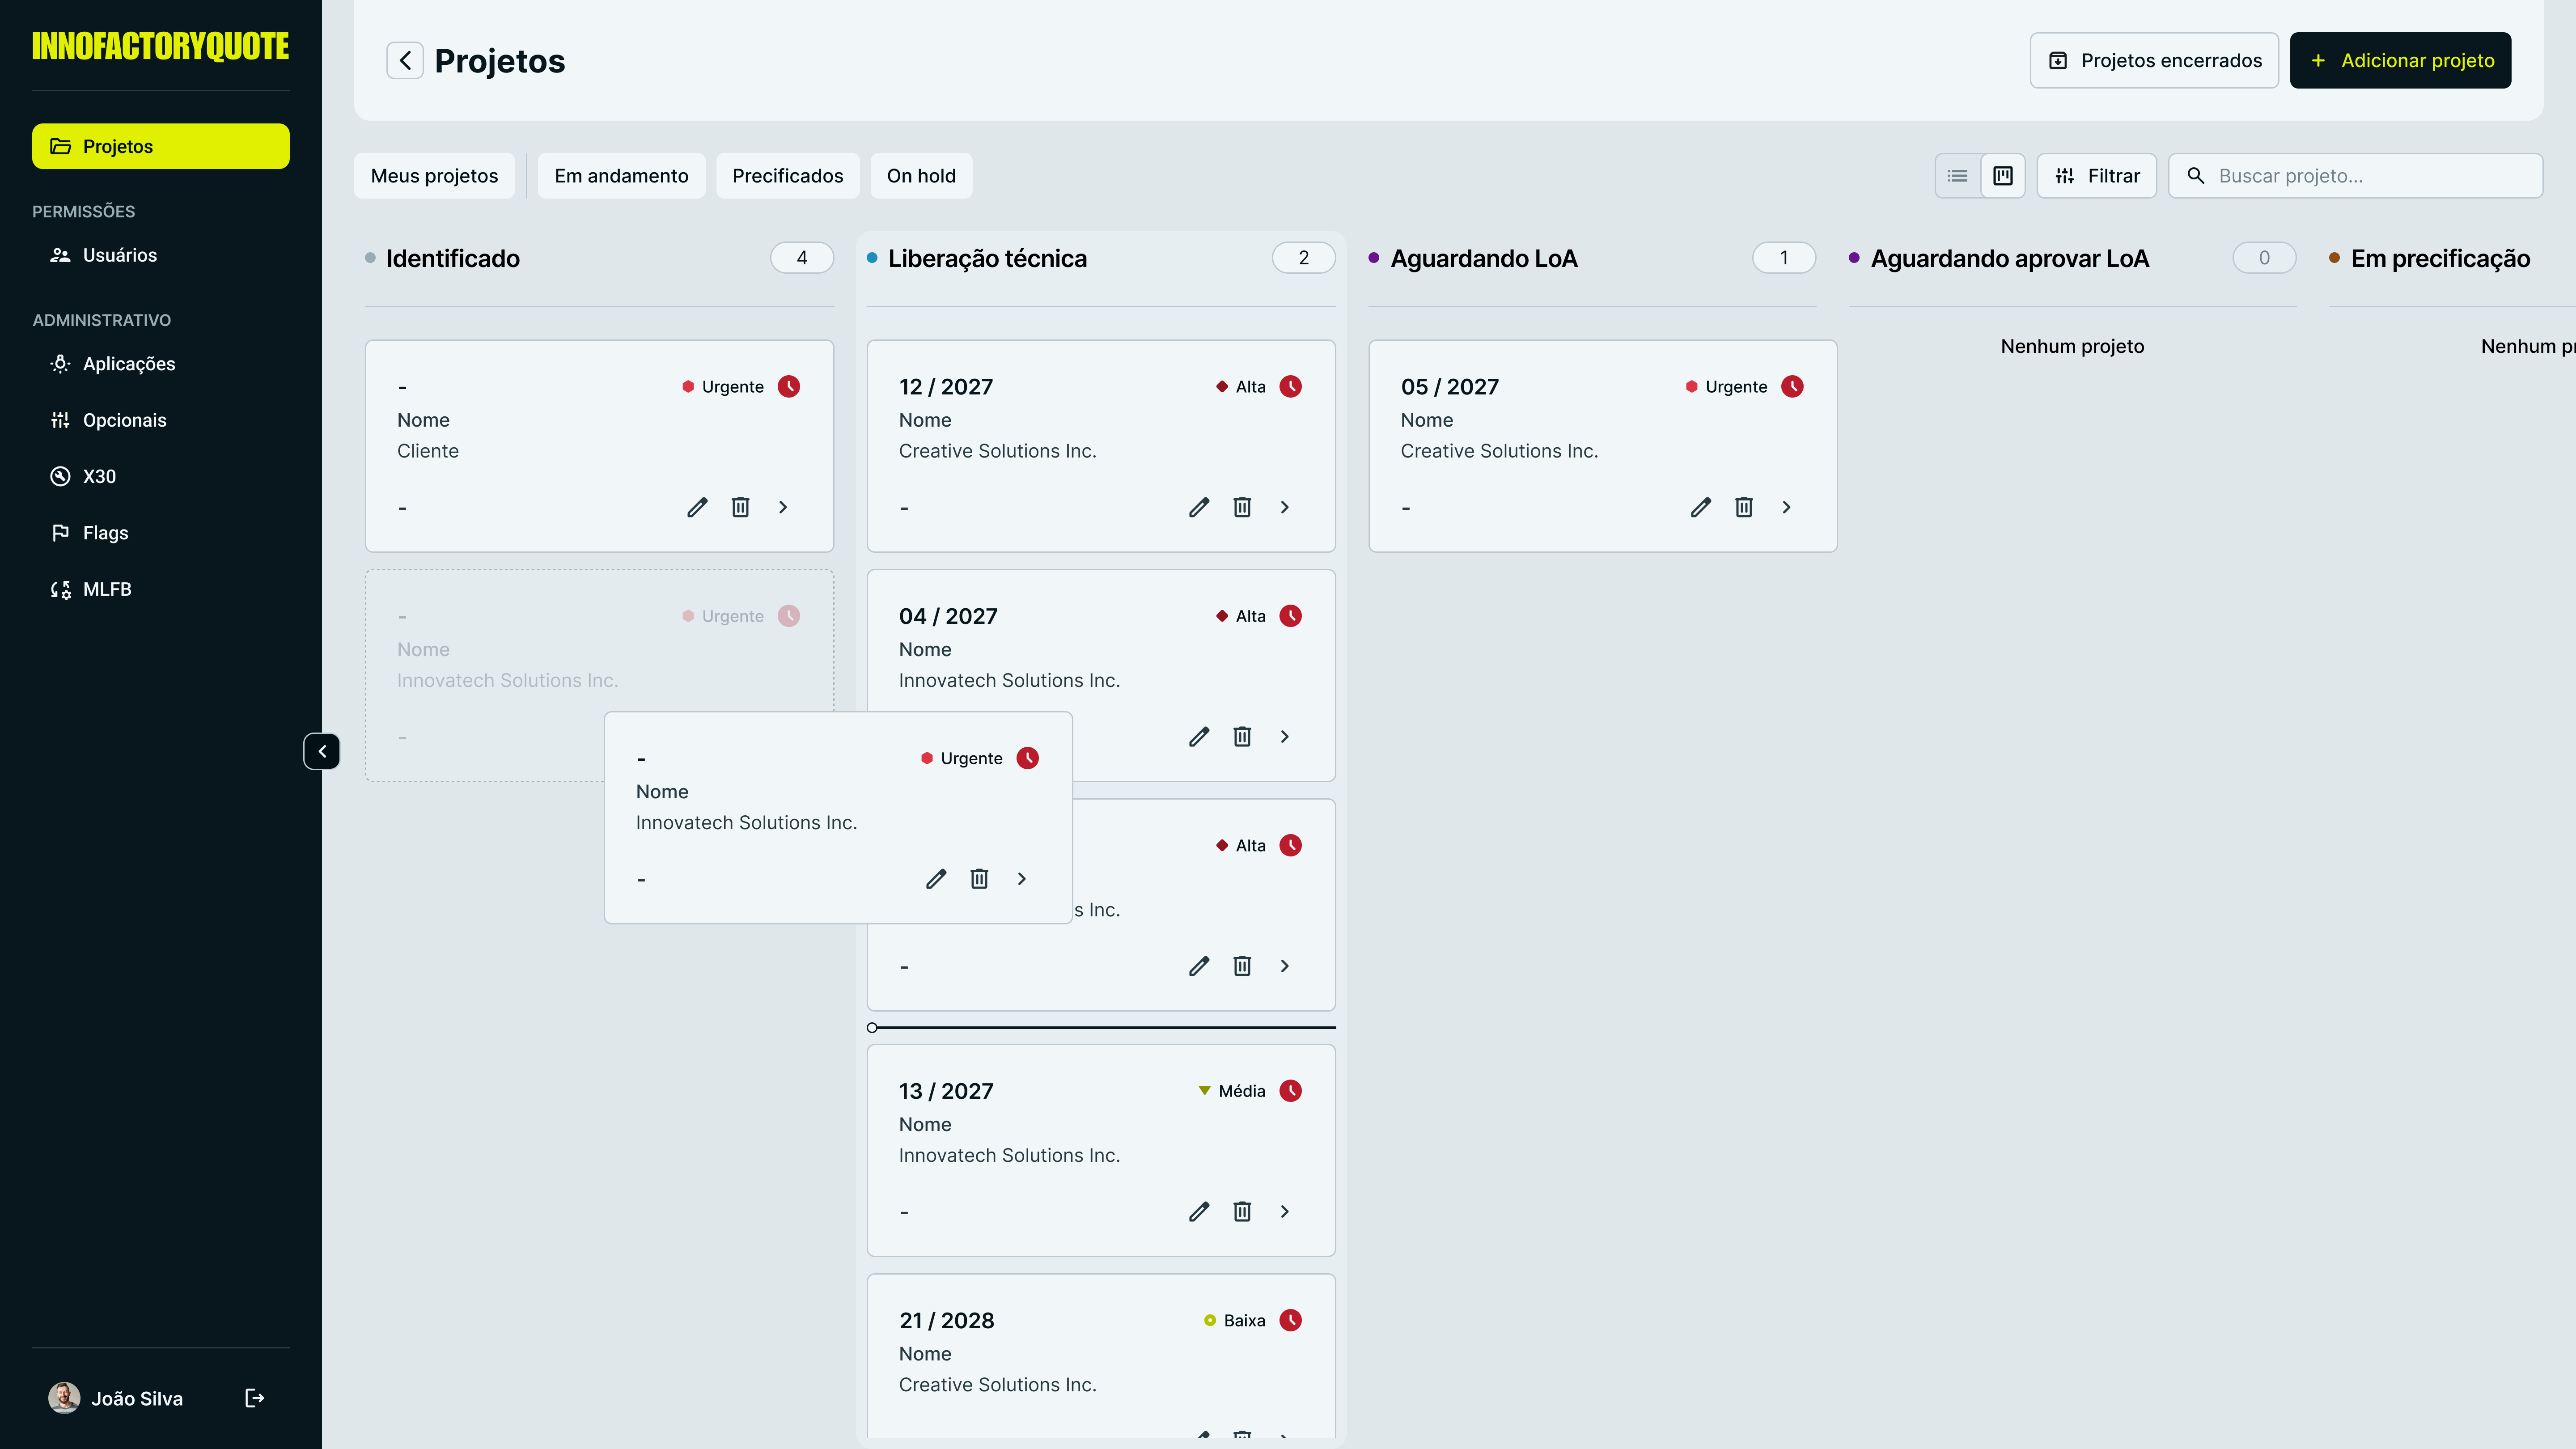 INNOFACTORYQUOTE
Projetos
PERMISSÕES
Usuários
ADMINISTRATIVO
Aplicações
Opcionais
X30
Flags
MLFB
João Silva
Projetos
Projetos encerrados
+ Adicionar projeto
Meus projetos
Em andamento
Precificados
On hold
Filtrar
Buscar projeto...
Identificado
4
-
Urgente
Nome
Cliente
-
-
Urgente
Nome
Innovatech Solutions Inc.
-
-
Urgente
Nome
Innovatech Solutions Inc.
-
Liberação técnica
2
12 / 2027
Alta
Nome
Creative Solutions Inc.
-
04 / 2027
Alta
Nome
Innovatech Solutions Inc.
Alta
s Inc.
-
13 / 2027
Média
Nome
Innovatech Solutions Inc.
-
21 / 2028
Baixa
Nome
Creative Solutions Inc.
Aguardando LoA
1
05 / 2027
Urgente
Nome
Creative Solutions Inc.
-
Aguardando aprovar LoA
0
Nenhum projeto
Em precificação
Nenhum pr